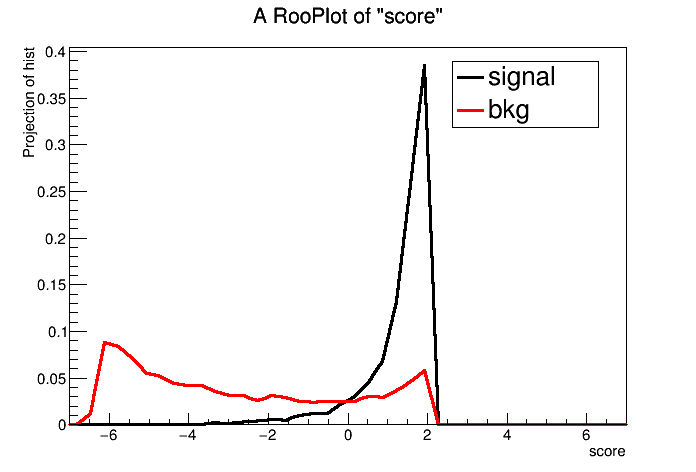 A RooPlot of "score"
Projection of hist
0.4
0.35
0.3
0.25
0.2
0.15
0.1
0.05
0
signal
bkg
−6 −4 −2 0 2 4 6
score